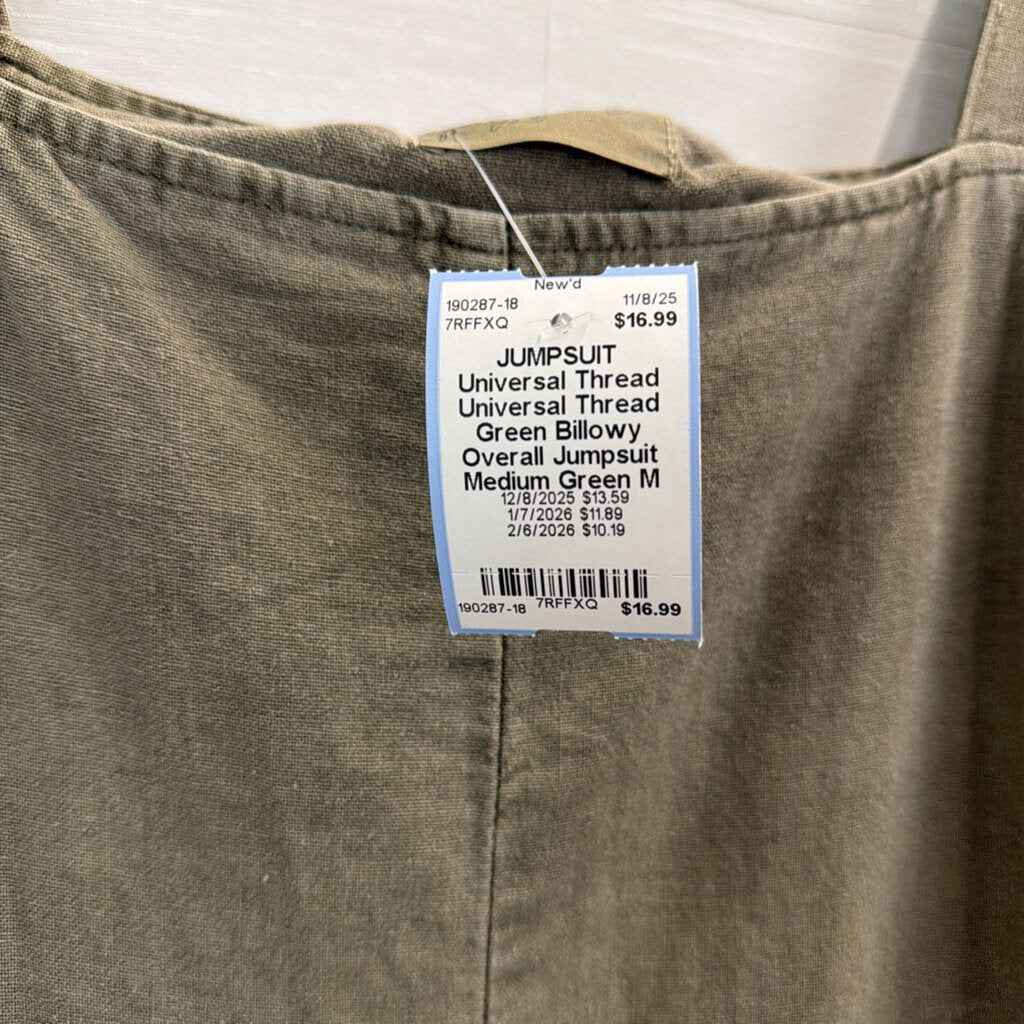 New'd
190287-18 11/8/25
7RFFXQ $16.99
JUMPSUIT
Universal Thread
Universal Thread
Green Billowy
Overall Jumpsuit
Medium Green M
12/8/2025 $13.59
1/7/2026 $11.89
2/6/2026 $10.19
190287-18 7RFFXQ $16.99